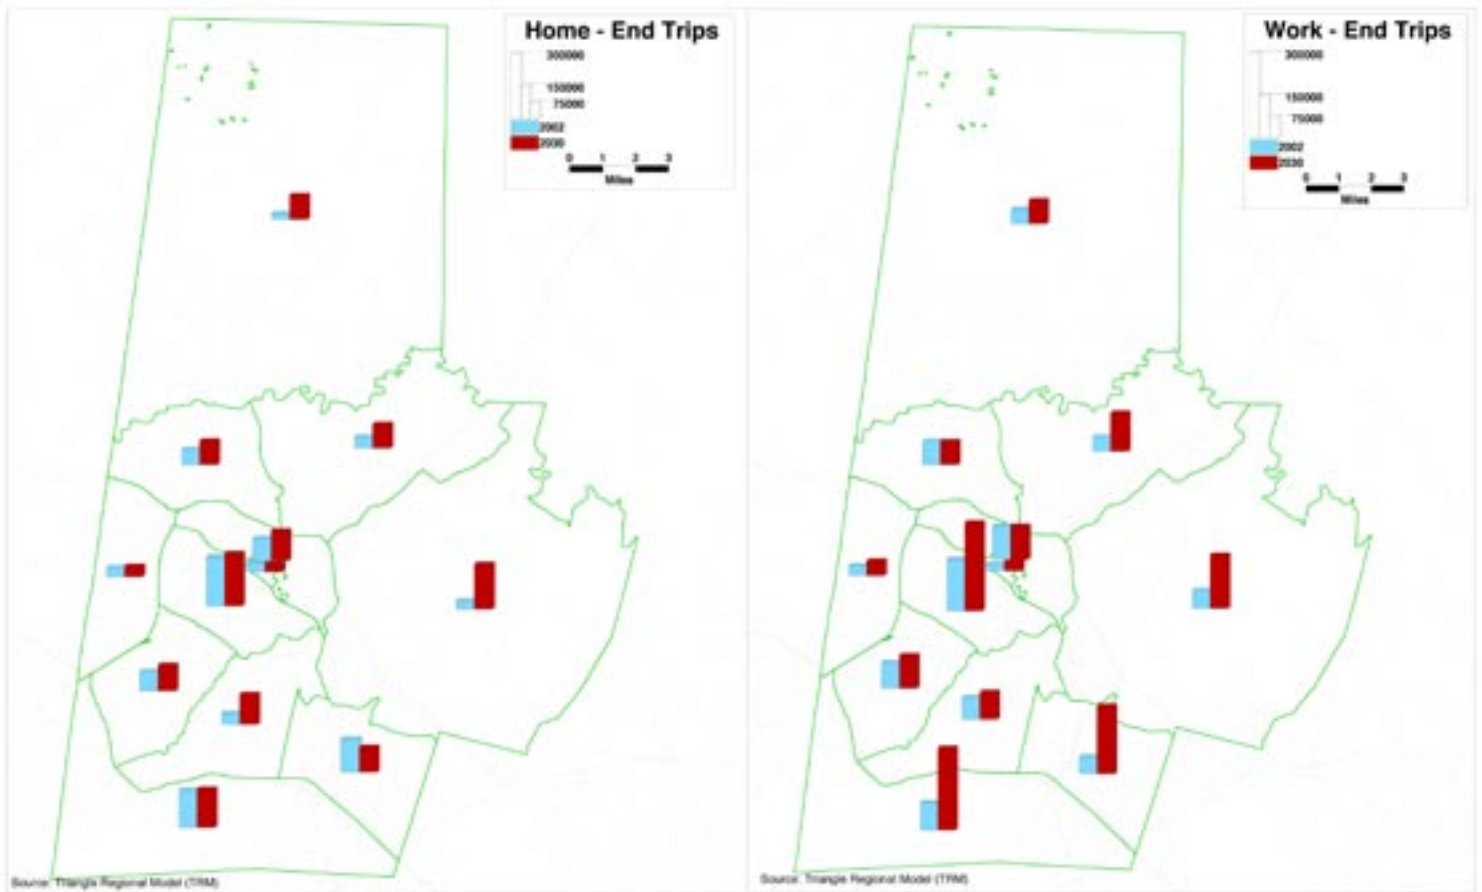 Home - End Trips
300000
150000
75000
2002
2030
0 1 2 3
Miles
Source: Triangle Regional Model (TRM)
Work - End Trips
300000
150000
75000
2002
2030
0 1 2 3
Miles
Source: Triangle Regional Model (TRM)